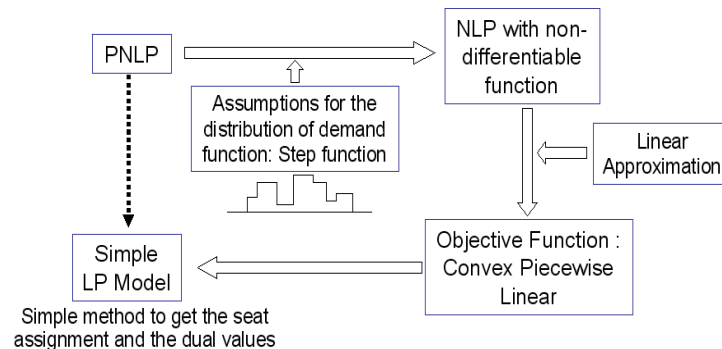 PNLP
NLP with non-
differentiable
function
Assumptions for the
distribution of demand
function: Step function
Linear
Approximation
Objective Function :
Convex Piecewise
Linear
Simple
LP Model
Simple method to get the seat
assignment and the dual values